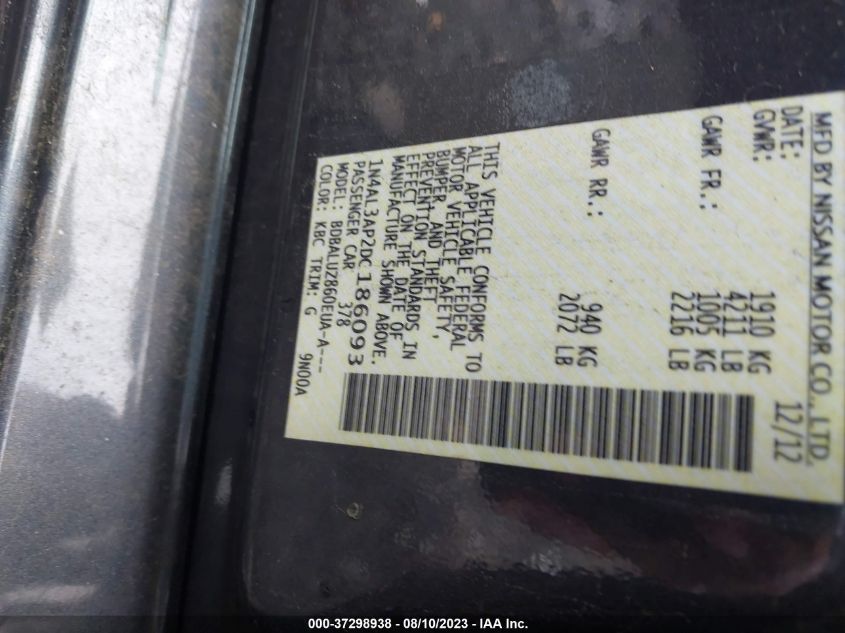 MFD BY NISSAN MOTOR CO.,LTD.
DATE: 12/12
GVWR: 1910 KG
4211 LB
GAWR FR.: 1005 KG
2216 LB
GAWR RR.: 940 KG
2072 LB
THIS VEHICLE CONFORMS TO
ALL APPLICABLE FEDERAL
MOTOR VEHICLE SAFETY,
BUMPER, AND THEFT
PREVENTION STANDARDS IN
EFFECT ON THE DATE OF
MANUFACTURE SHOWN ABOVE.
1N4AL3AP2DC186093
PASSENGER CAR 378
MODEL: BDBALUZ860EUA-A---
COLOR: KBC TRIM: G 9N00A
000-37298938 - 08/10/2023 - IAA Inc.